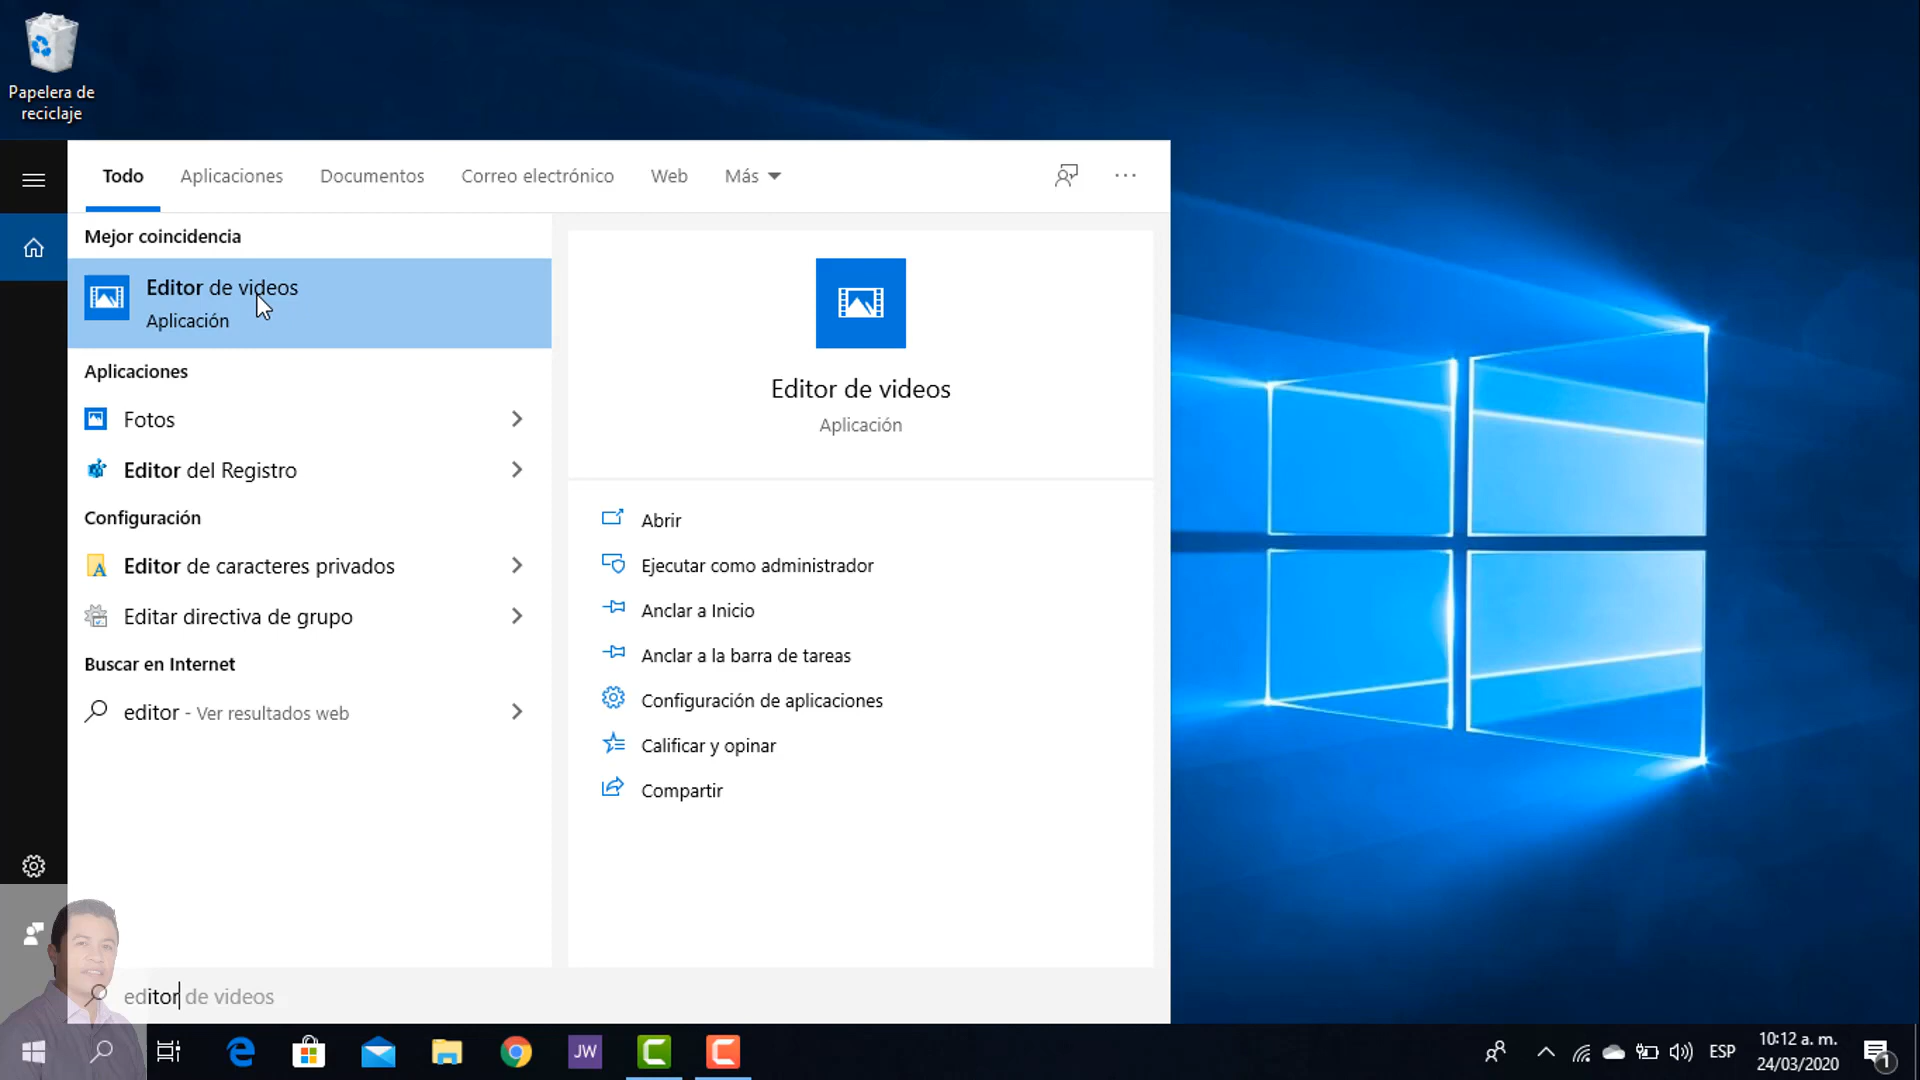 Papelera de
reciclaje
Todo
Aplicaciones
Documentos
Correo electrónico
Web
Más
Mejor coincidencia
Editor de videos
Aplicación
Aplicaciones
Fotos
Editor del Registro
Configuración
Editor de caracteres privados
Editar directiva de grupo
Buscar en Internet
editor - Ver resultados web
Editor de videos
Aplicación
Abrir
Ejecutar como administrador
Anclar a Inicio
Anclar a la barra de tareas
Configuración de aplicaciones
Calificar y opinar
Compartir
editor de videos
JW
ESP
10:12 a. m.
24/03/2020
1